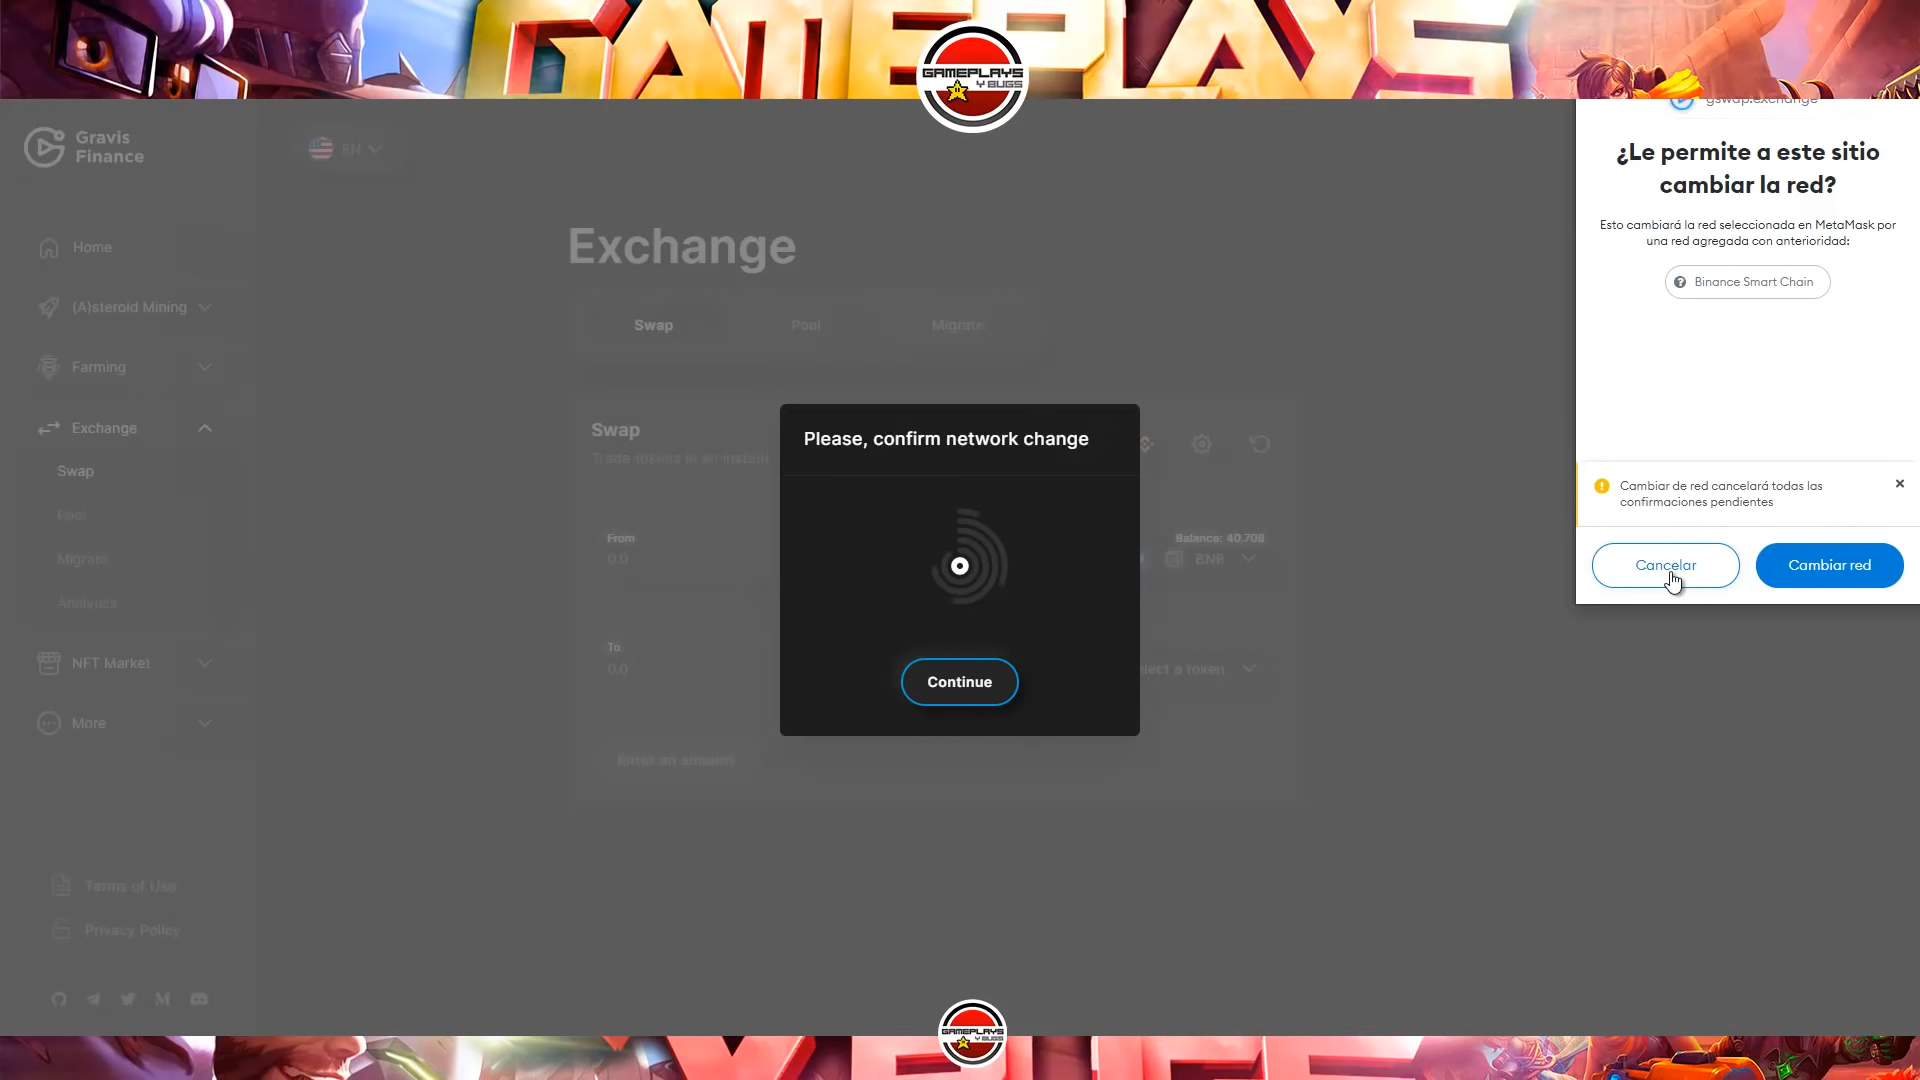 GAMEPLAYS
GAMEPLAYS
Y BUGS
gswap.exchange
Gravis
Finance
EN
¿Le permite a este sitio
cambiar la red?
Esto cambiará la red seleccionada en MetaMask por
una red agregada con anterioridad:
Binance Smart Chain
Home
(A)steroid Mining
Farming
Exchange
Swap
Pool
Migrate
Analytics
NFT Market
More
Terms of Use
Privacy Policy
Exchange
Swap
Pool
Migrate
Swap
Trade tokens in an instant
From
0.0
Balance: 40.708
BNB
To
0.0
lect a token
Enter an amount
Please, confirm network change
Continue
Cambiar de red cancelará todas las
confirmaciones pendientes
Cancelar
Cambiar red
GAMEPLAYS
Y BUGS